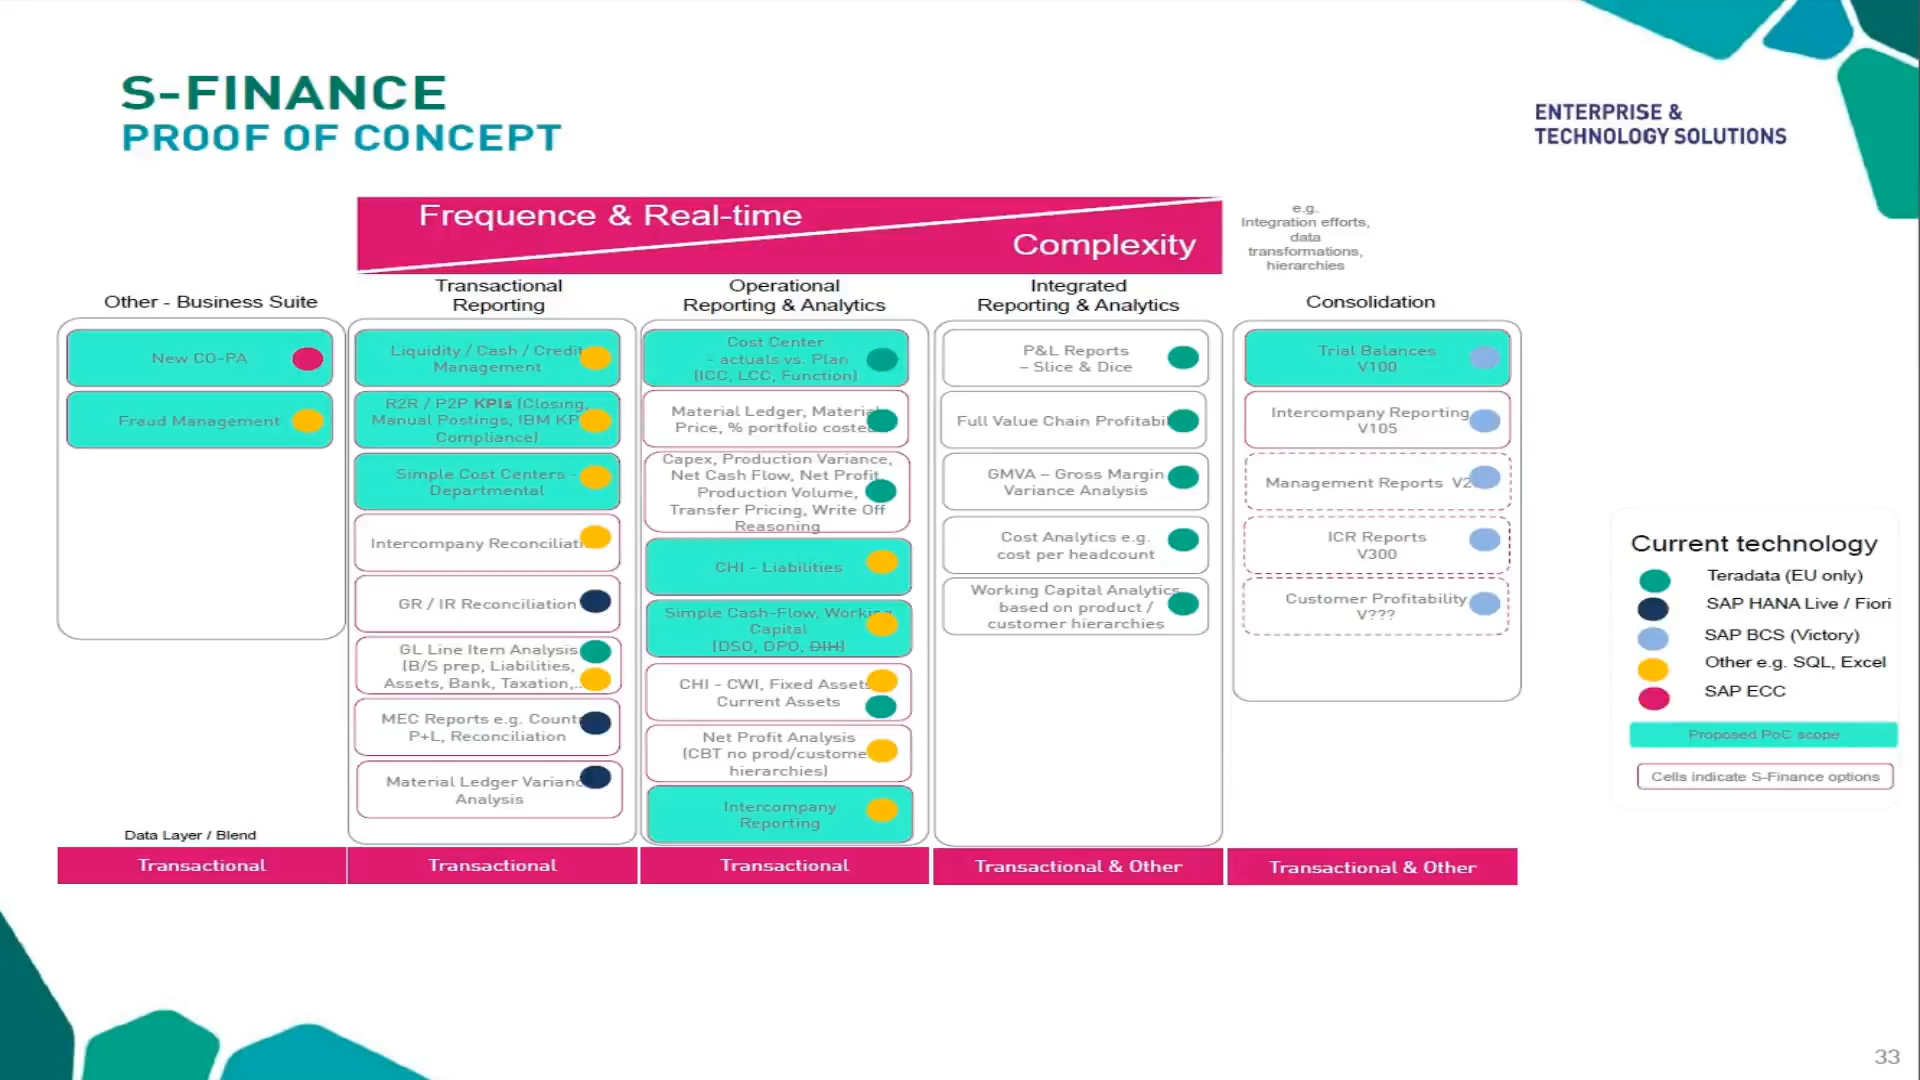 S-FINANCE
PROOF OF CONCEPT
ENTERPRISE &
TECHNOLOGY SOLUTIONS
Frequence & Real-time
Complexity
e.g.
Integration efforts,
data
transformations,
hierarchies
Other - Business Suite
New CO-PA
Fraud Management
Transactional
Reporting
Liquidity / Cash / Credit
Management
R2R / P2P KPIs (Closing,
Manual Postings, IBM KP
Compliance)
Simple Cost Centers -
Departmental
Intercompany Reconciliati
GR / IR Reconciliation
GL Line Item Analysis
(B/S prep, Liabilities,
Assets, Bank, Taxation,..
MEC Reports e.g. Count
P+L, Reconciliation
Material Ledger Varianc
Analysis
Operational
Reporting & Analytics
Cost Center
- actuals vs. Plan
(ICC, LCC, Function)
Material Ledger, Materia
Price, % portfolio coste
Capex, Production Variance,
Net Cash Flow, Net Profit,
Production Volume,
Transfer Pricing, Write Off
Reasoning
CHI - Liabilities
Simple Cash-Flow, Working
Capital
(DSO, DPO, DIH)
CHI - CWI, Fixed Assets
Current Assets
Net Profit Analysis
(CBT no prod/custome
hierarchies)
Intercompany
Reporting
Integrated
Reporting & Analytics
P&L Reports
– Slice & Dice
Full Value Chain Profitabi
GMVA – Gross Margin
Variance Analysis
Cost Analytics e.g.
cost per headcount
Working Capital Analytics
based on product /
customer hierarchies
Consolidation
Trial Balances
V100
Intercompany Reporting
V105
Management Reports V2
ICR Reports
V300
Customer Profitability
V???
Current technology
Teradata (EU only)
SAP HANA Live / Fiori
SAP BCS (Victory)
Other e.g. SQL, Excel
SAP ECC
Proposed PoC scope
Cells indicate S-Finance options
Data Layer / Blend
Transactional
Transactional
Transactional
Transactional & Other
Transactional & Other
33